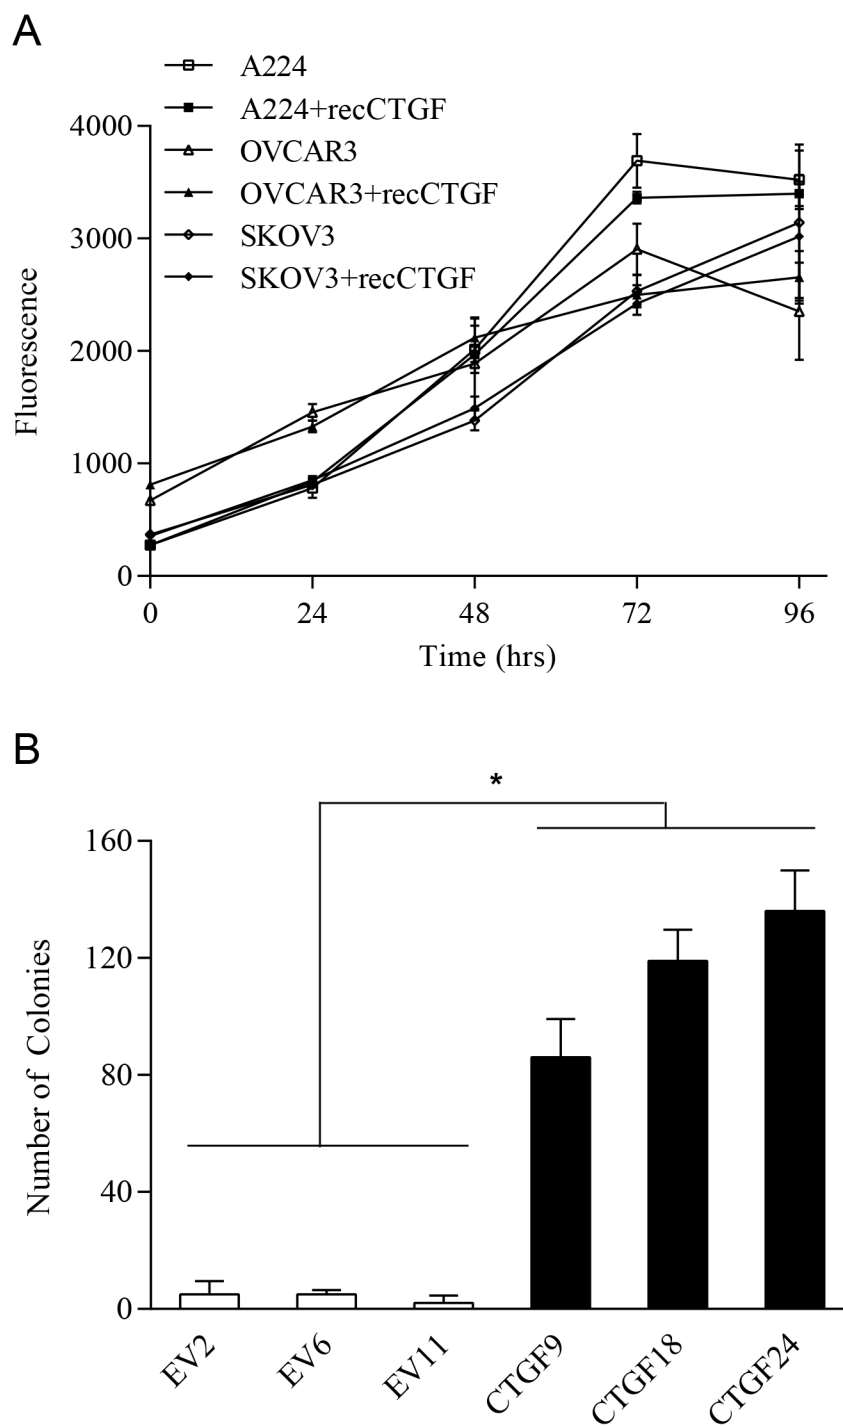 A
A224
A224+recCTGF
OVCAR3
OVCAR3+recCTGF
SKOV3
SKOV3+recCTGF
4000
3000
2000
1000
0
Fluorescence
0 24 48 72 96
Time (hrs)
B
*
160
120
80
40
0
Number of Colonies
EV2 EV6 EV11 CTGF9 CTGF18 CTGF24